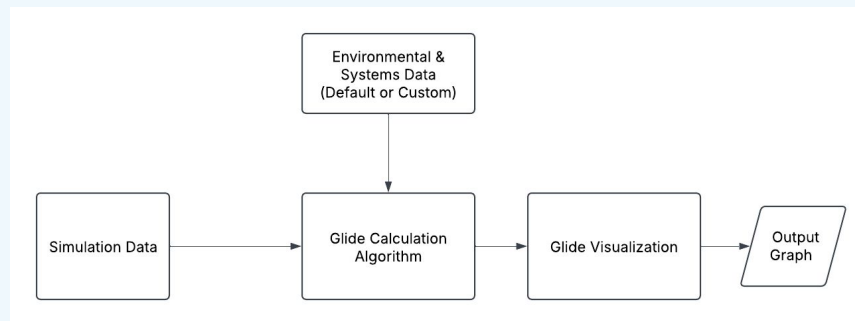 Environmental &
Systems Data
(Default or Custom)
Simulation Data
Glide Calculation
Algorithm
Glide Visualization
Output
Graph